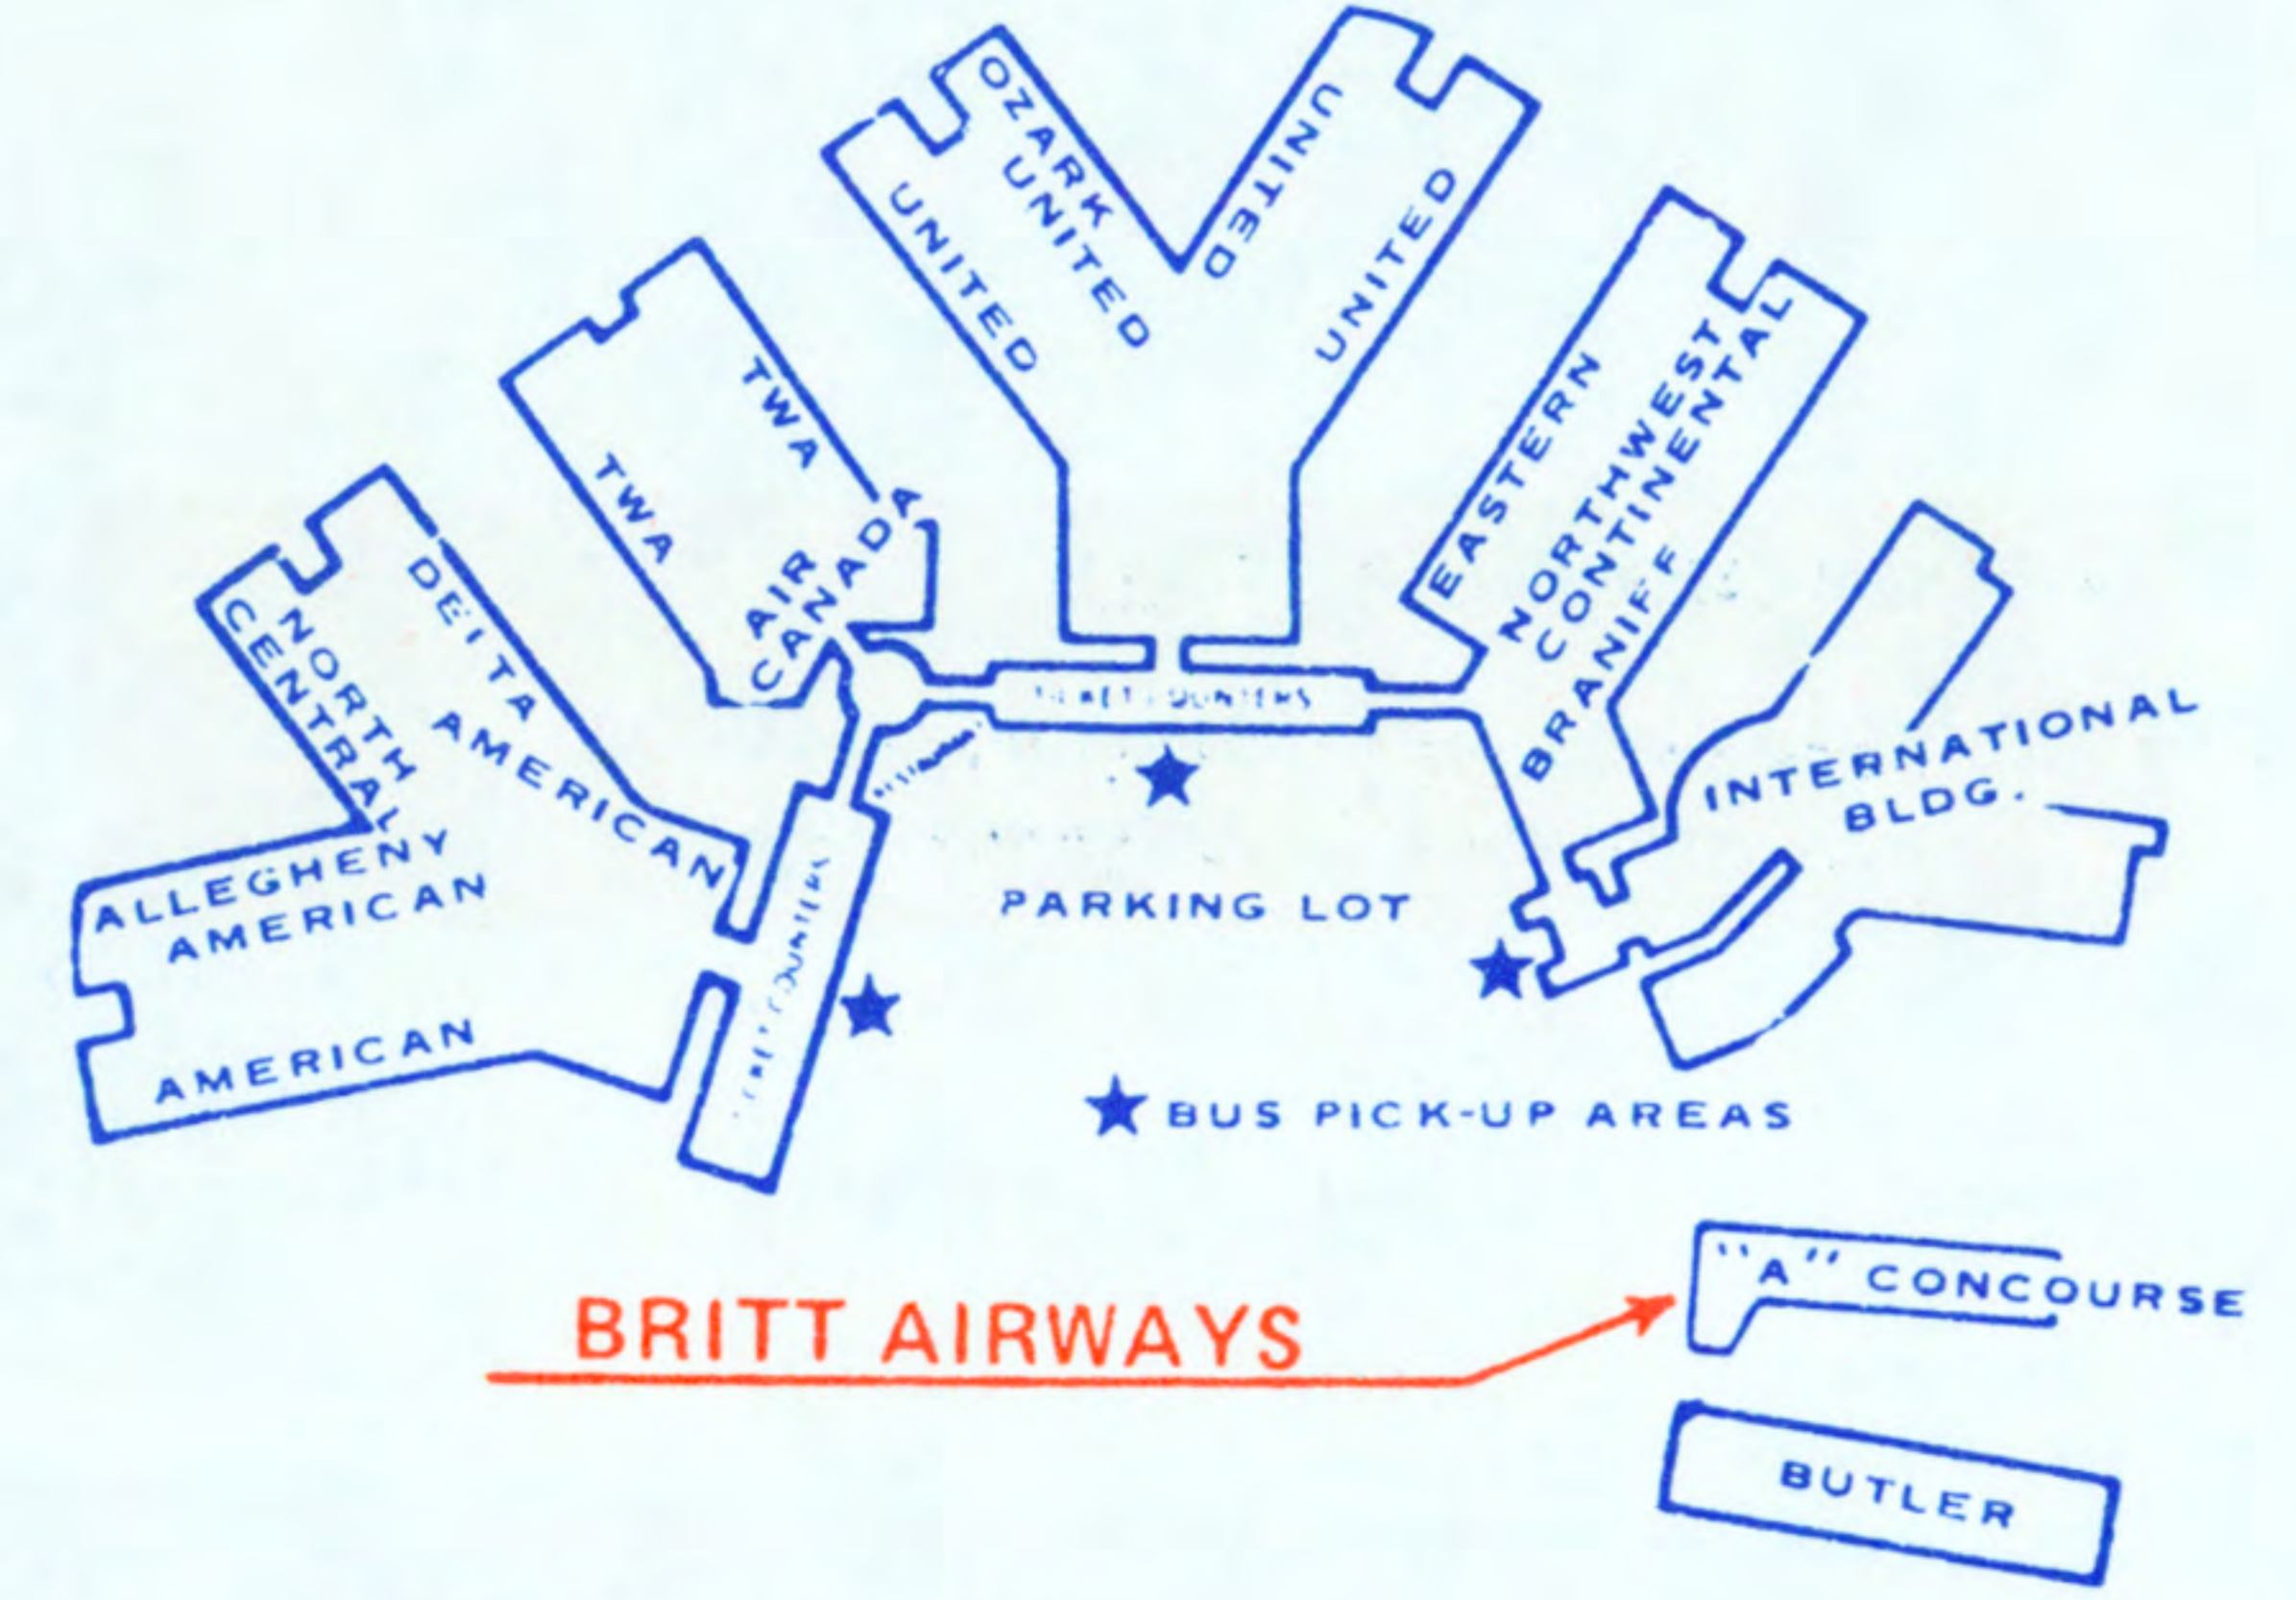 OZARK
UNITED
UNITED
UNITED
UNITED
TWA
TWA
AIR
CANADA
EASTERN
NORTHWEST
CONTINENTAL
BRANIFF
DELTA
NORTH
CENTRAL
AMERICAN
ALLEGHENY
AMERICAN
AMERICAN
INTERNATIONAL
BLDG.
PARKING LOT
BUS PICK-UP AREAS
"A" CONCOURSE
BRITT AIRWAYS
BUTLER